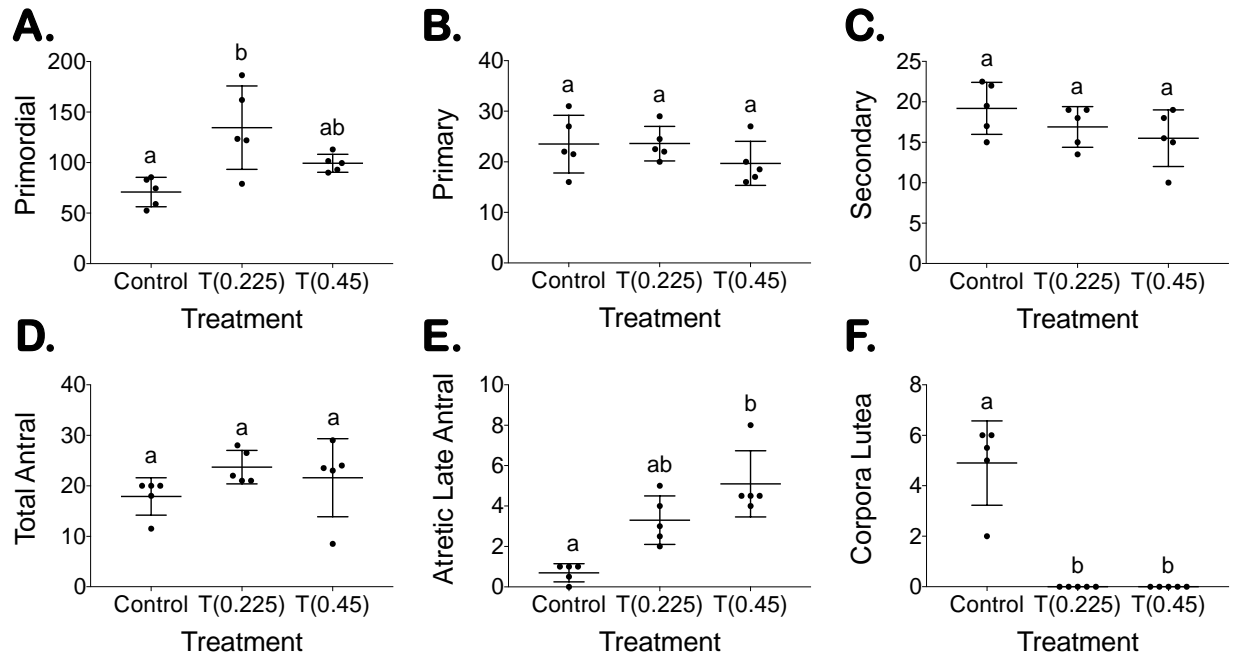 A.
Primordial
200
150
100
50
0
a
b
ab
Control T(0.225) T(0.45)
Treatment
B.
Primary
40
30
20
10
0
a
a
a
Control T(0.225) T(0.45)
Treatment
C.
Secondary
25
20
15
10
5
0
a
a
a
Control T(0.225) T(0.45)
Treatment
D.
Total Antral
40
30
20
10
0
a
a
a
Control T(0.225) T(0.45)
Treatment
E.
Atretic Late Antral
10
8
6
4
2
0
a
ab
b
Control T(0.225) T(0.45)
Treatment
F.
Corpora Lutea
8
6
4
2
0
a
b
b
Control T(0.225) T(0.45)
Treatment